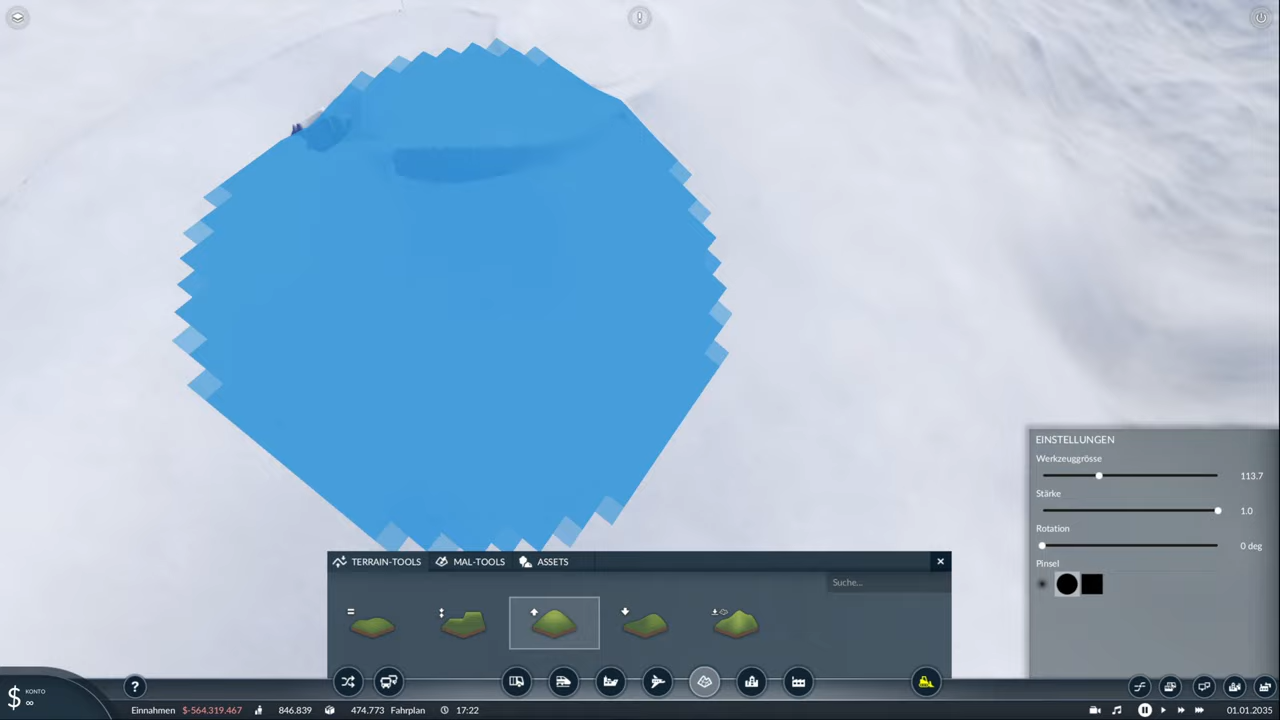 EINSTELLUNGEN
Werkzeuggrösse
113.7
Stärke
1.0
Rotation
0 deg
Pinsel
TERRAIN-TOOLS
MAL-TOOLS
ASSETS
Suche...
$ KONTO
∞
?
Einnahmen $-564.319.467 846.839 474.773 Fahrplan 17:22 01.01.2035